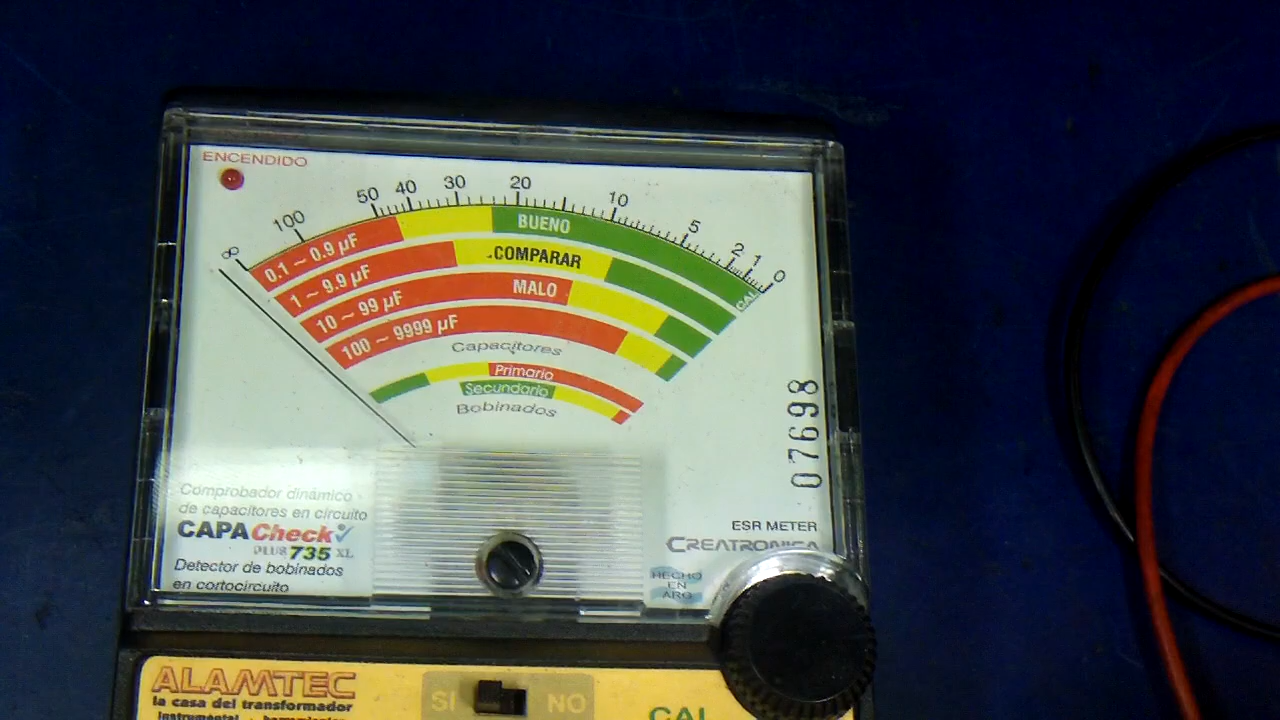 ENCENDIDO
∞ 100 50 40 30 20 10 5 2 1 0
0.1 ~ 0.9 µF BUENO CAL
1 ~ 9.9 µF COMPARAR
10 ~ 99 µF MALO
100 ~ 9999 µF
Capacitores
Primario
Secundario
Bobinados
07698
Comprobador dinámico
de capacitores en circuito
CAPACheck
PLUS 735 XL
Detector de bobinados
en cortocircuito
ESR METER
CREATRONICA
HECHO
EN
ARG
ALAMTEC
la casa del transformador
instrumental - herramientas
SI NO
CAL